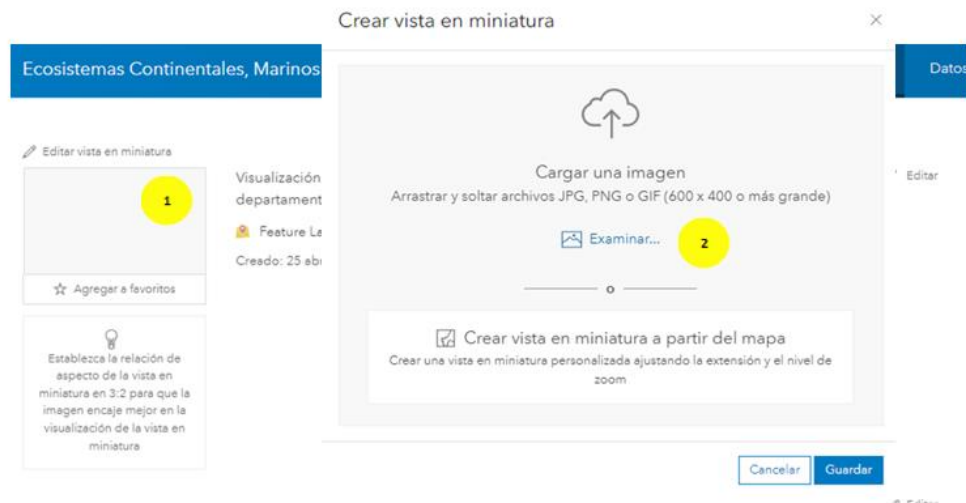 Crear vista en miniatura
Ecosistemas Continentales, Marinos
Datos
Editar vista en miniatura
1
Agregar a favoritos
Establezca la relación de
aspecto de la vista en
miniatura en 3:2 para que la
imagen encaje mejor en la
visualización de la vista en
miniatura
Visualización
departament
Feature La
Creado: 25 abr
Cargar una imagen
Arrastrar y soltar archivos JPG, PNG o GIF (600 x 400 o más grande)
Examinar...
2
o
Crear vista en miniatura a partir del mapa
Crear una vista en miniatura personalizada ajustando la extensión y el nivel de
zoom
Cancelar
Guardar
Editar
Editar